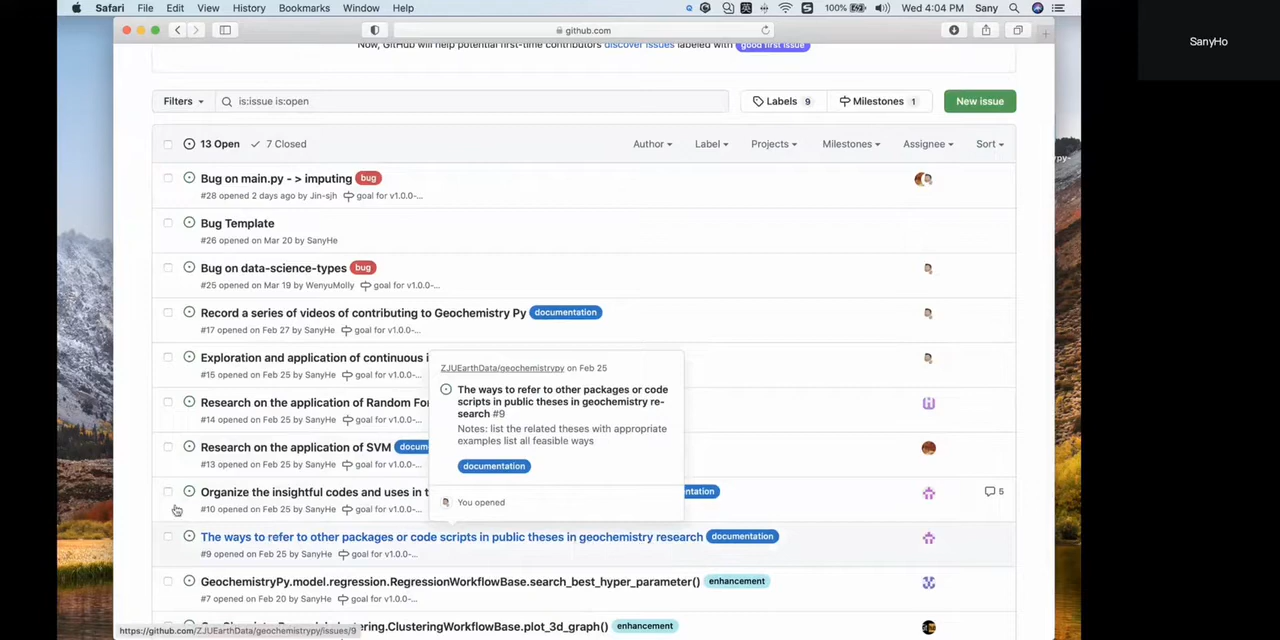 Safari File Edit View History Bookmarks Window Help 100% Wed 4:04 PM Sany
SanyHo
github.com
Now, GitHub will help potential first-time contributors discover issues labeled with good first issue
Filters is:issue is:open Labels 9 Milestones 1 New issue
13 Open 7 Closed Author Label Projects Milestones Assignee Sort
Bug on main.py - > imputing bug
#28 opened 2 days ago by Jin-sjh goal for v1.0.0-...
Bug Template
#26 opened on Mar 20 by SanyHe
Bug on data-science-types bug
#25 opened on Mar 19 by WenyuMolly goal for v1.0.0-...
Record a series of videos of contributing to Geochemistry Py documentation
#17 opened on Feb 27 by SanyHe goal for v1.0.0-...
Exploration and application of continuous i
#15 opened on Feb 25 by SanyHe goal for v1.0.0-...
Research on the application of Random For
#14 opened on Feb 25 by SanyHe goal for v1.0.0-...
Research on the application of SVM docum
#13 opened on Feb 25 by SanyHe goal for v1.0.0-...
Organize the insightful codes and uses in t ntation 5
#10 opened on Feb 25 by SanyHe goal for v1.0.0-...
ZJUEarthData/geochemistrypy on Feb 25
The ways to refer to other packages or code
scripts in public theses in geochemistry re-
search #9
Notes: list the related theses with appropriate
examples list all feasible ways
documentation
You opened
The ways to refer to other packages or code scripts in public theses in geochemistry research documentation
#9 opened on Feb 25 by SanyHe goal for v1.0.0-...
GeochemistryPy.model.regression.RegressionWorkflowBase.search_best_hyper_parameter() enhancement
#7 opened on Feb 20 by SanyHe goal for v1.0.0-...
ClusteringWorkflowBase.plot_3d_graph() enhancement
https://github.com/ZJUEarthData/geochemistrypy/issues/9